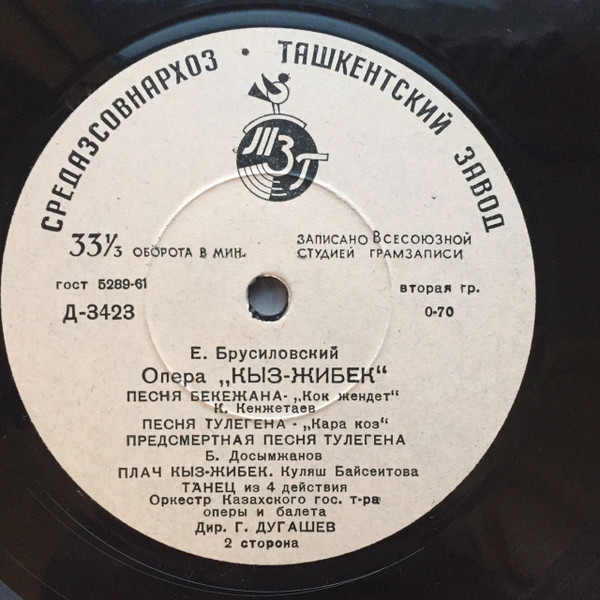 СРЕДАЗСОВНАРХОЗ · ТАШКЕНТСКИЙ ЗАВОД
ТЗГ
33⅓ ОБОРОТА В МИН.
ЗАПИСАНО ВСЕСОЮЗНОЙ
СТУДИЕЙ ГРАМЗАПИСИ
гост 5289-61
вторая гр.
Д-3423
0-70
Е. Брусиловский
Опера „КЫЗ-ЖИБЕК“
ПЕСНЯ БЕКЕЖАНА- „Кок жендет“
К. Кенжетаев
ПЕСНЯ ТУЛЕГЕНА - „Кара коз“
ПРЕДСМЕРТНАЯ ПЕСНЯ ТУЛЕГЕНА
Б. Досымжанов
ПЛАЧ КЫЗ-ЖИБЕК. Куляш Байсеитова
ТАНЕЦ из 4 действия
Оркестр Казахского гос. т-ра
оперы и балета
Дир. Г. ДУГАШЕВ
2 сторона